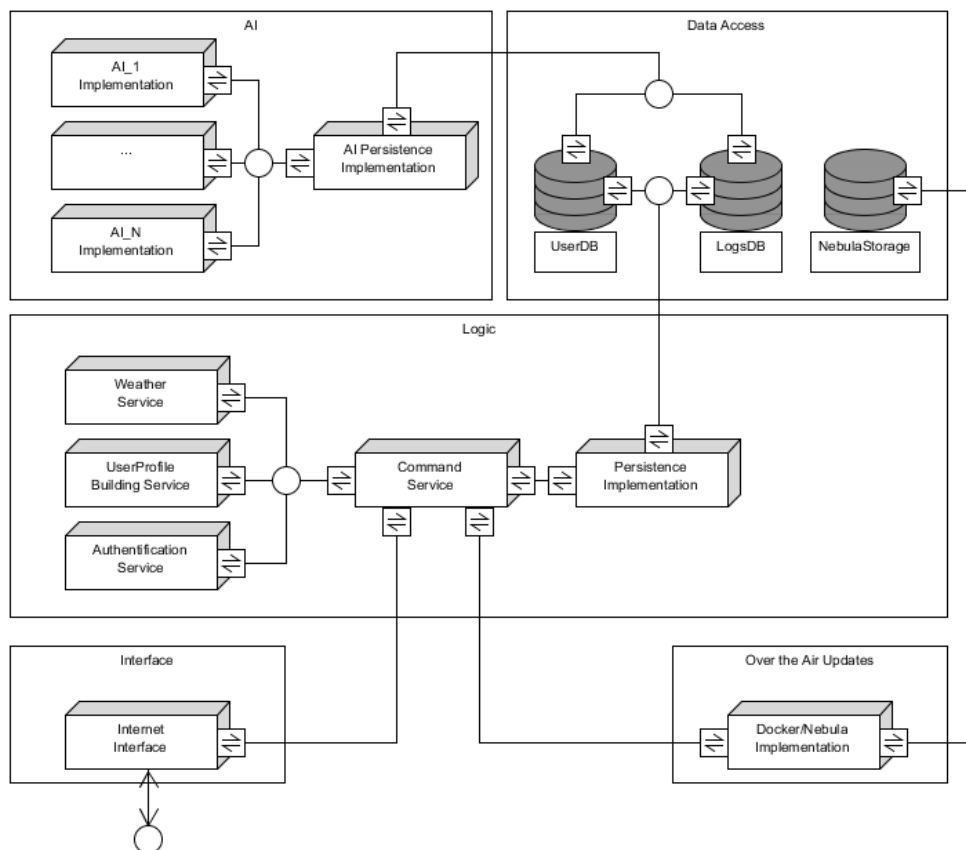 AI
AI_1
Implementation
...
AI_N
Implementation
AI Persistence
Implementation
Data Access
UserDB
LogsDB
NebulaStorage
Logic
Weather
Service
UserProfile
Building Service
Authentification
Service
Command
Service
Persistence
Implementation
Interface
Internet
Interface
Over the Air Updates
Docker/Nebula
Implementation